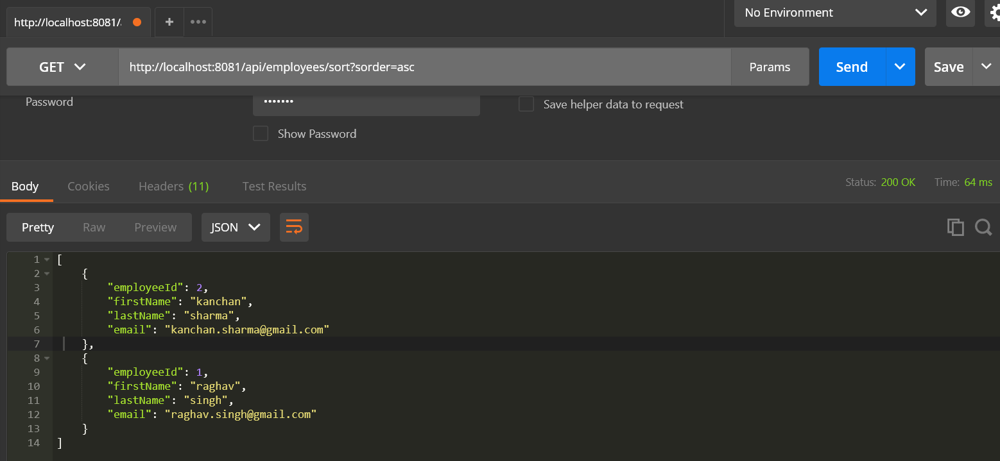 http://localhost:8081/.
No Environment
GET http://localhost:8081/api/employees/sort?sorder=asc Params Send Save
Password ••••••• Save helper data to request
Show Password
Body Cookies Headers (11) Test Results Status: 200 OK Time: 64 ms
Pretty Raw Preview JSON
1 [
2 {
3 "employeeId": 2,
4 "firstName": "kanchan",
5 "lastName": "sharma",
6 "email": "kanchan.sharma@gmail.com"
7 },
8 {
9 "employeeId": 1,
10 "firstName": "raghav",
11 "lastName": "singh",
12 "email": "raghav.singh@gmail.com"
13 }
14 ]